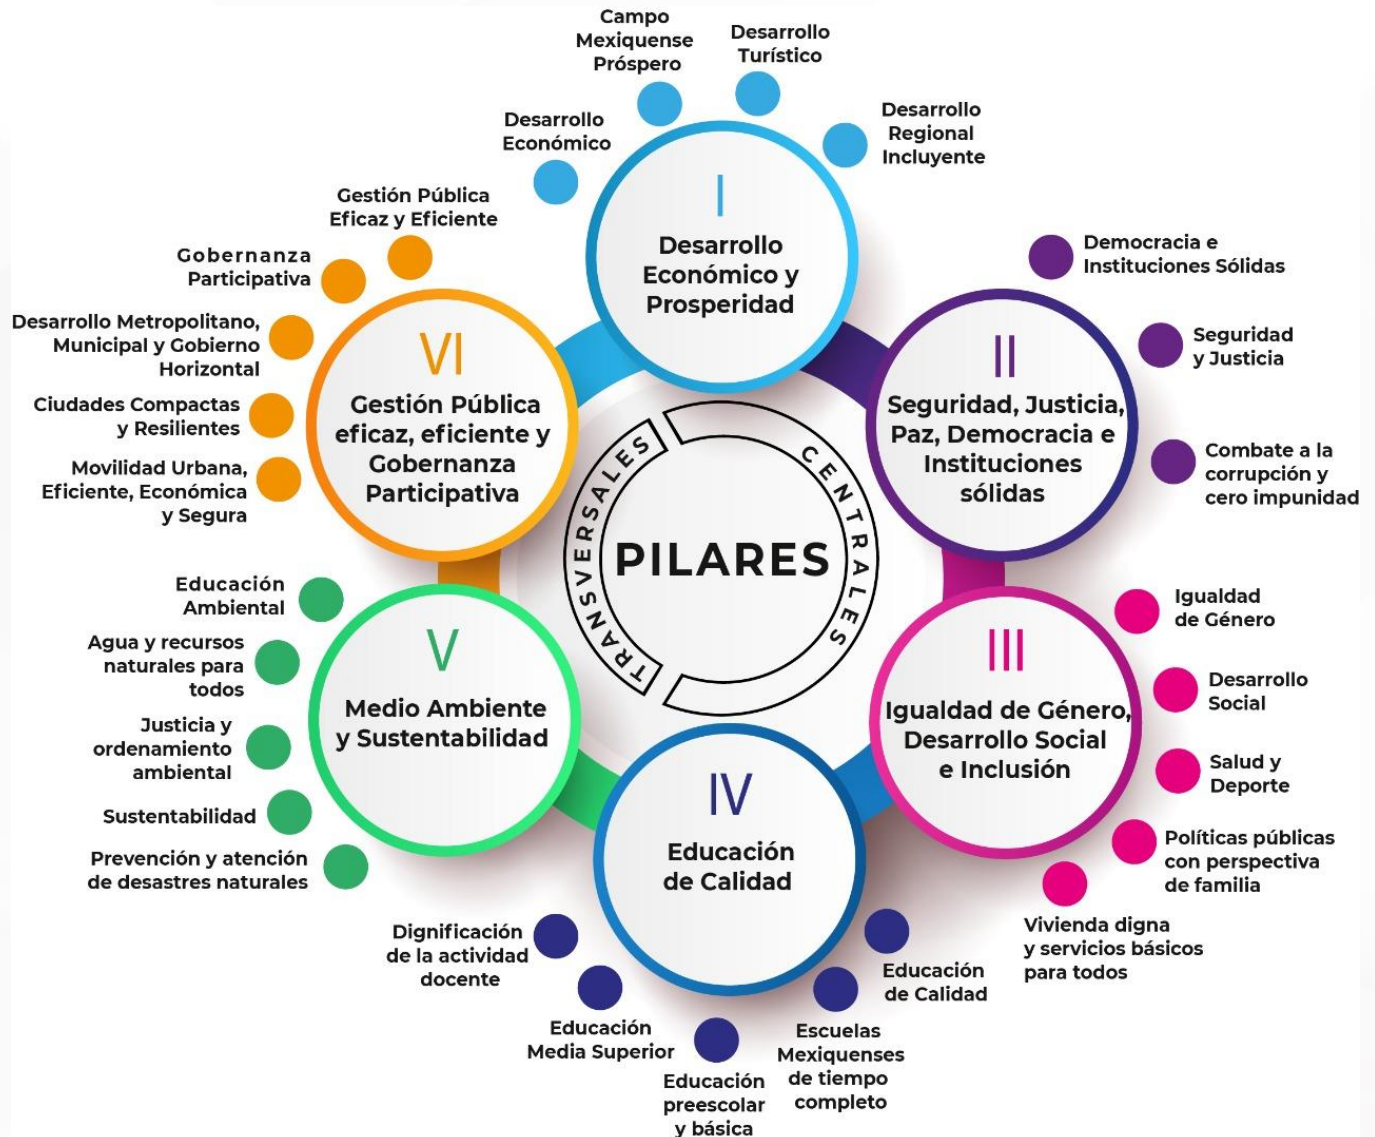 Campo
Mexiquense
Próspero
Desarrollo
Turístico
Desarrollo
Económico
Desarrollo
Regional
Incluyente
I
Desarrollo
Económico y
Prosperidad
Democracia e
Instituciones Sólidas
Seguridad
y Justicia
Combate a la
corrupción y
cero impunidad
II
Seguridad, Justicia,
Paz, Democracia e
Instituciones
sólidas
Igualdad
de Género
Desarrollo
Social
Salud y
Deporte
Políticas públicas
con perspectiva
de familia
Vivienda digna
y servicios básicos
para todos
III
Igualdad de Género,
Desarrollo Social
e Inclusión
IV
Educación
de Calidad
Educación
de Calidad
Escuelas
Mexiquenses
de tiempo
completo
Educación
preescolar
y básica
Educación
Media Superior
Dignificación
de la actividad
docente
V
Medio Ambiente
y Sustentabilidad
Educación
Ambiental
Agua y recursos
naturales para
todos
Justicia y
ordenamiento
ambiental
Sustentabilidad
Prevención y atención
de desastres naturales
VI
Gestión Pública
eficaz, eficiente y
Gobernanza
Participativa
Gestión Pública
Eficaz y Eficiente
Gobernanza
Participativa
Desarrollo Metropolitano,
Municipal y Gobierno
Horizontal
Ciudades Compactas
y Resilientes
Movilidad Urbana,
Eficiente, Económica
y Segura
TRANSVERSALES
CENTRALES
PILARES